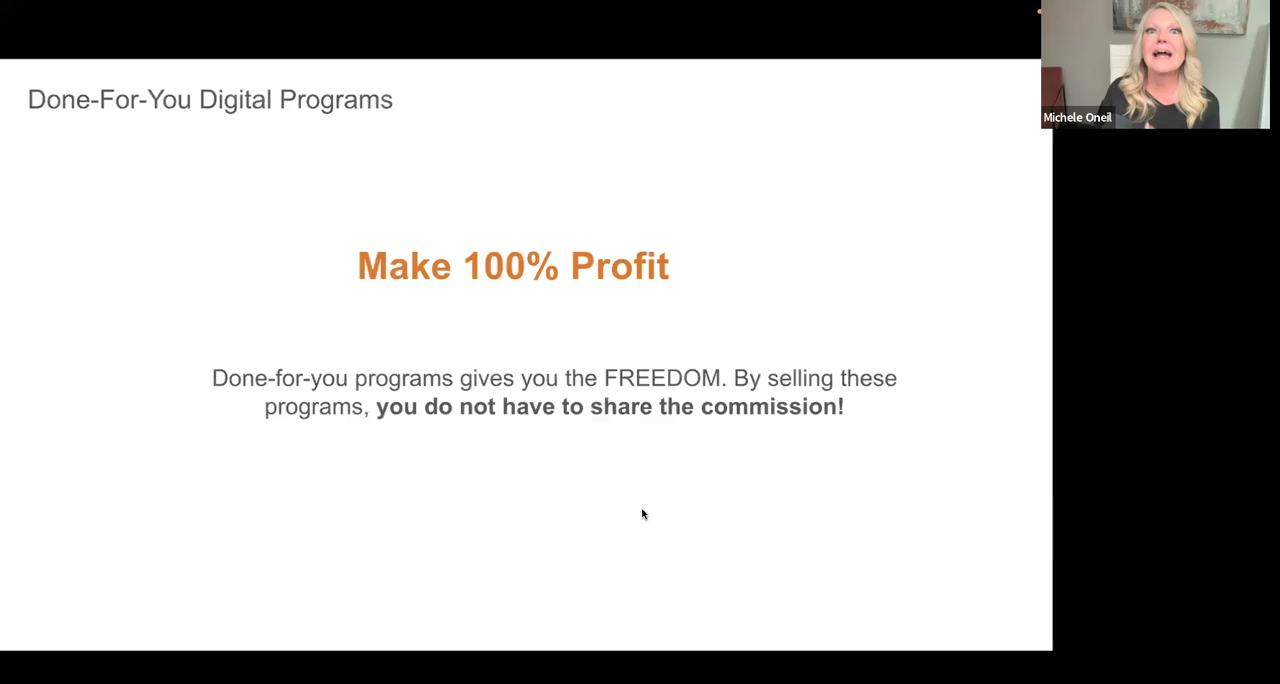 Done-For-You Digital Programs
Michele Oneil
Make 100% Profit
Done-for-you programs gives you the FREEDOM. By selling these
programs, you do not have to share the commission!